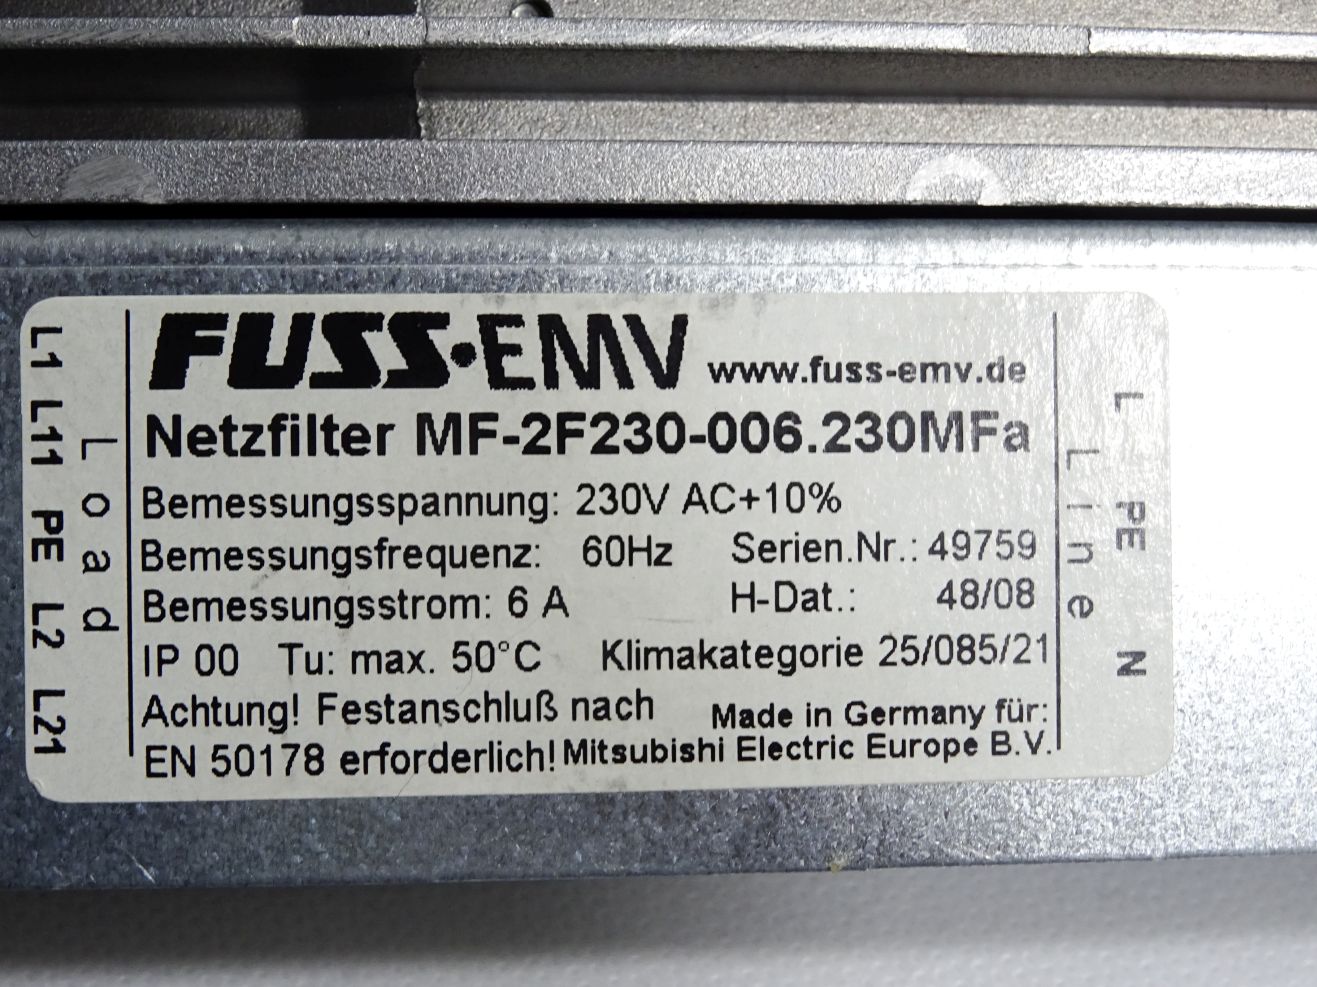 FUSS·EMV www.fuss-emv.de
Netzfilter MF-2F230-006.230MFa
Bemessungsspannung: 230V AC+10%
Bemessungsfrequenz: 60Hz Serien.Nr.: 49759
Bemessungsstrom: 6 A H-Dat.: 48/08
IP 00 Tu: max. 50°C Klimakategorie 25/085/21
Achtung! Festanschluß nach Made in Germany für:
EN 50178 erforderlich! Mitsubishi Electric Europe B.V.
L1 L11 PE L2 L21
Load
Line
L PE N